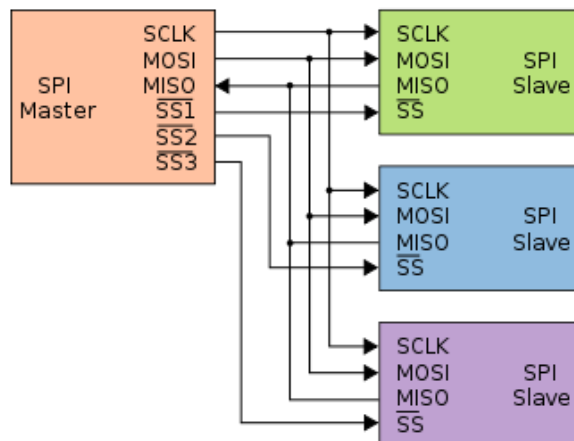 SCLK
MOSI
MISO
SS1
SS2
SS3
SPI
Master
SCLK
MOSI
MISO
SS
SPI
Slave
SCLK
MOSI
MISO
SS
SPI
Slave
SCLK
MOSI
MISO
SS
SPI
Slave